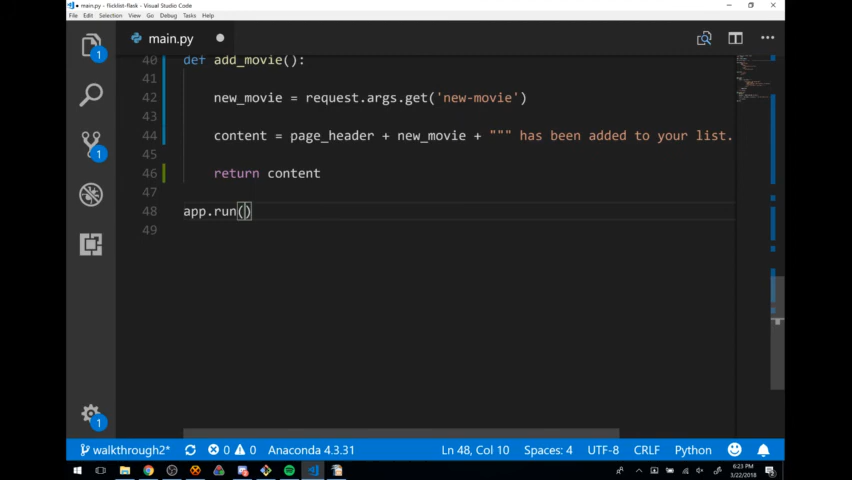 main.py - flicklist-flask - Visual Studio Code
File Edit Selection View Go Debug Tasks Help
main.py
1
40 def add_movie():
41
42 new_movie = request.args.get('new-movie')
43
44 content = page_header + new_movie + """ has been added to your list.
45
1
46 return content
47
48 app.run()
49
1
walkthrough2* 0 0 Anaconda 4.3.31 Ln 48, Col 10 Spaces: 4 UTF-8 CRLF Python
6:23 PM
3/22/2018